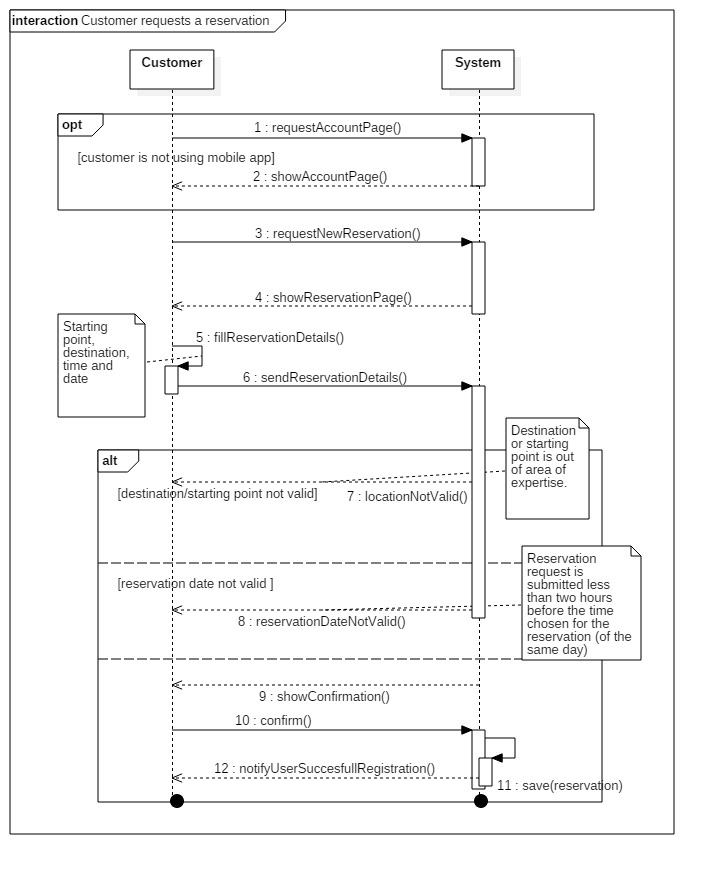 interaction Customer requests a reservation
Customer
System
opt
1 : requestAccountPage()
[customer is not using mobile app]
2 : showAccountPage()
3 : requestNewReservation()
4 : showReservationPage()
Starting
point,
destination,
time and
date
5 : fillReservationDetails()
6 : sendReservationDetails()
Destination
or starting
point is out
of area of
expertise.
alt
[destination/starting point not valid]
7 : locationNotValid()
Reservation
request is
submitted less
than two hours
before the time
chosen for the
reservation (of the
same day)
[reservation date not valid ]
8 : reservationDateNotValid()
9 : showConfirmation()
10 : confirm()
12 : notifyUserSuccesfullRegistration()
11 : save(reservation)